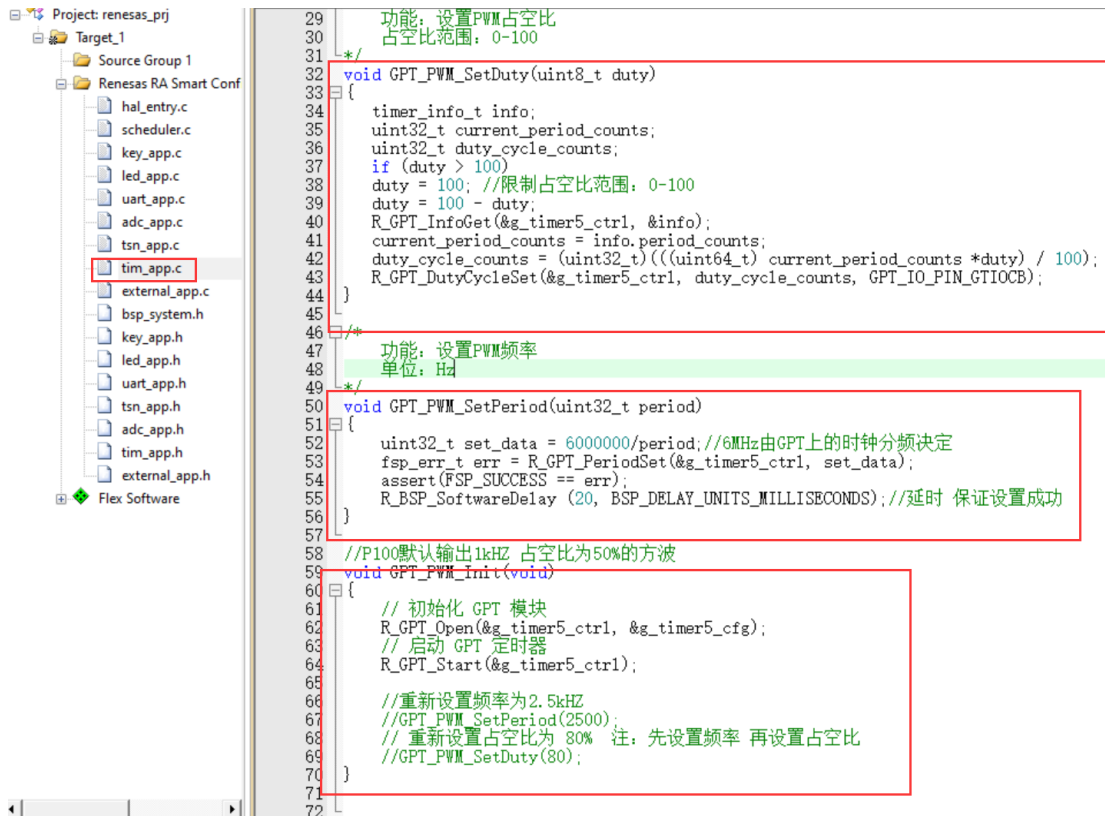 Project: renesas_prj
Target_1
Source Group 1
Renesas RA Smart Conf
hal_entry.c
scheduler.c
key_app.c
led_app.c
uart_app.c
adc_app.c
tsn_app.c
tim_app.c
external_app.c
bsp_system.h
key_app.h
led_app.h
uart_app.h
tsn_app.h
adc_app.h
tim_app.h
external_app.h
Flex Software
29 功能：设置PWM占空比
30 占空比范围：0-100
31 */
32 void GPT_PWM_SetDuty(uint8_t duty)
33 {
34 timer_info_t info;
35 uint32_t current_period_counts;
36 uint32_t duty_cycle_counts;
37 if (duty > 100)
38 duty = 100; //限制占空比范围：0-100
39 duty = 100 - duty;
40 R_GPT_InfoGet(&g_timer5_ctrl, &info);
41 current_period_counts = info.period_counts;
42 duty_cycle_counts = (uint32_t)(((uint64_t) current_period_counts *duty) / 100);
43 R_GPT_DutyCycleSet(&g_timer5_ctrl, duty_cycle_counts, GPT_IO_PIN_GTIOCB);
44 }
45
46 /*
47 功能：设置PWM频率
48 单位：Hz
49 */
50 void GPT_PWM_SetPeriod(uint32_t period)
51 {
52 uint32_t set_data = 6000000/period;//6MHz由GPT上的时钟分频决定
53 fsp_err_t err = R_GPT_PeriodSet(&g_timer5_ctrl, set_data);
54 assert(FSP_SUCCESS == err);
55 R_BSP_SoftwareDelay (20, BSP_DELAY_UNITS_MILLISECONDS);//延时 保证设置成功
56 }
57
58 //P100默认输出1kHZ 占空比为50%的方波
59 void GPT_PWM_Init(void)
60 {
61 // 初始化 GPT 模块
62 R_GPT_Open(&g_timer5_ctrl, &g_timer5_cfg);
63 // 启动 GPT 定时器
64 R_GPT_Start(&g_timer5_ctrl);
65
66 //重新设置频率为2.5kHZ
67 //GPT_PWM_SetPeriod(2500);
68 // 重新设置占空比为 80% 注：先设置频率 再设置占空比
69 //GPT_PWM_SetDuty(80);
70 }
71
72